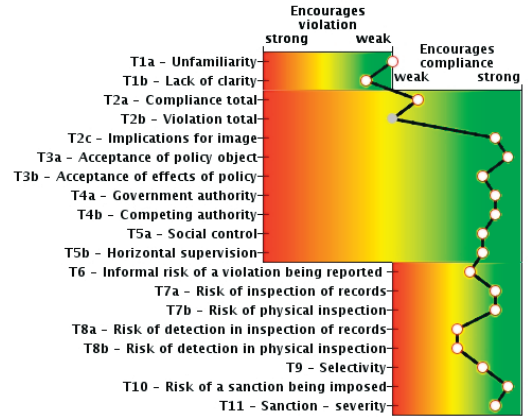 Encourages
violation
strong weak
Encourages
compliance
weak strong
T1a - Unfamiliarity
T1b - Lack of clarity
T2a - Compliance total
T2b - Violation total
T2c - Implications for image
T3a - Acceptance of policy object
T3b - Acceptance of effects of policy
T4a - Government authority
T4b - Competing authority
T5a - Social control
T5b - Horizontal supervision
T6 - Informal risk of a violation being reported
T7a - Risk of inspection of records
T7b - Risk of physical inspection
T8a - Risk of detection in inspection of records
T8b - Risk of detection in physical inspection
T9 - Selectivity
T10 - Risk of a sanction being imposed
T11 - Sanction - severity